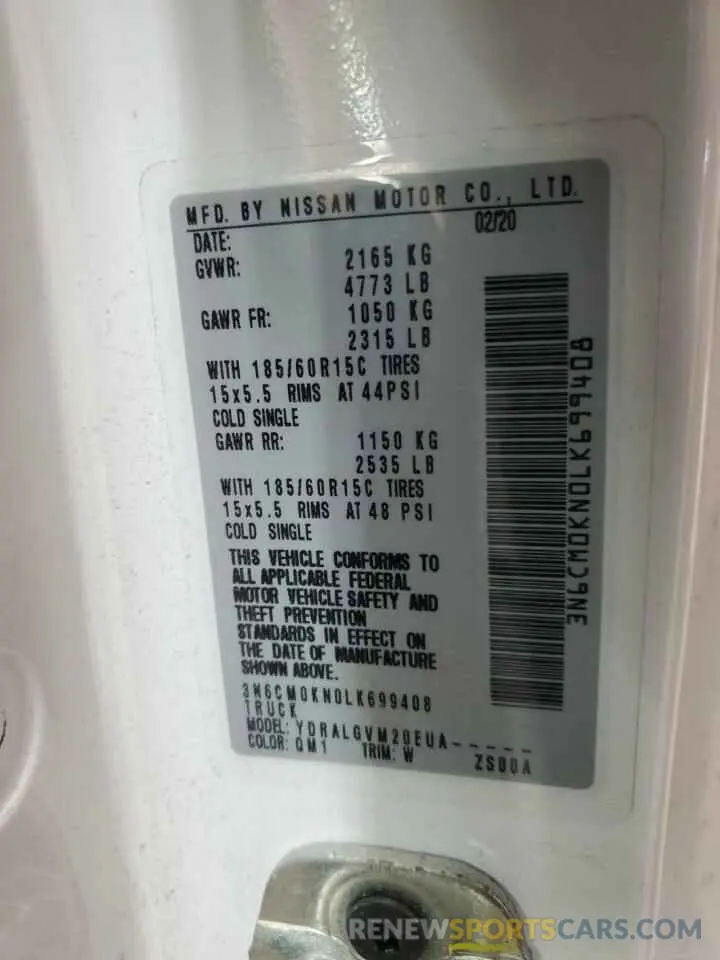 MFD. BY NISSAN MOTOR CO., LTD.
DATE: 02/20
GVWR: 2165 KG
4773 LB
GAWR FR: 1050 KG
2315 LB
WITH 185/60R15C TIRES
15x5.5 RIMS AT 44PSI
COLD SINGLE
GAWR RR: 1150 KG
2535 LB
WITH 185/60R15C TIRES
15x5.5 RIMS AT 48 PSI
COLD SINGLE
THIS VEHICLE CONFORMS TO
ALL APPLICABLE FEDERAL
MOTOR VEHICLE SAFETY AND
THEFT PREVENTION
STANDARDS IN EFFECT ON
THE DATE OF MANUFACTURE
SHOWN ABOVE.
3N6CM0KN0LK699408
TRUCK
MODEL: YDRALGVM20EUA-----
COLOR: QM1 TRIM: W ZS00A
3N6CM0KN0LK699408
RENEWSPORTSCARS.COM